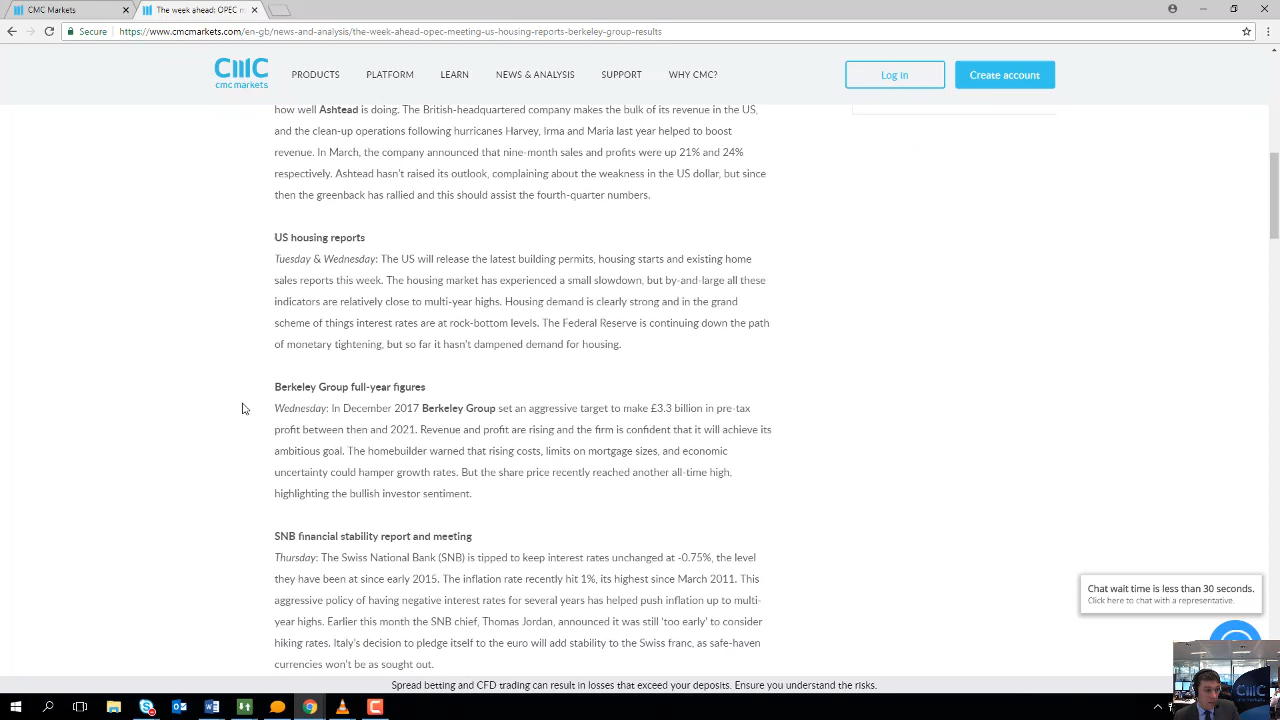 CMC Markets
The week ahead: OPEC m
Secure
https://www.cmcmarkets.com/en-gb/news-and-analysis/the-week-ahead-opec-meeting-us-housing-reports-berkeley-group-results
cmc markets
PRODUCTS
PLATFORM
LEARN
NEWS & ANALYSIS
SUPPORT
WHY CMC?
Log in
Create account
how well Ashtead is doing. The British-headquartered company makes the bulk of its revenue in the US,
and the clean-up operations following hurricanes Harvey, Irma and Maria last year helped to boost
revenue. In March, the company announced that nine-month sales and profits were up 21% and 24%
respectively. Ashtead hasn't raised its outlook, complaining about the weakness in the US dollar, but since
then the greenback has rallied and this should assist the fourth-quarter numbers.
US housing reports
Tuesday & Wednesday: The US will release the latest building permits, housing starts and existing home
sales reports this week. The housing market has experienced a small slowdown, but by-and-large all these
indicators are relatively close to multi-year highs. Housing demand is clearly strong and in the grand
scheme of things interest rates are at rock-bottom levels. The Federal Reserve is continuing down the path
of monetary tightening, but so far it hasn't dampened demand for housing.
Berkeley Group full-year figures
Wednesday: In December 2017 Berkeley Group set an aggressive target to make £3.3 billion in pre-tax
profit between then and 2021. Revenue and profit are rising and the firm is confident that it will achieve its
ambitious goal. The homebuilder warned that rising costs, limits on mortgage sizes, and economic
uncertainty could hamper growth rates. But the share price recently reached another all-time high,
highlighting the bullish investor sentiment.
SNB financial stability report and meeting
Thursday: The Swiss National Bank (SNB) is tipped to keep interest rates unchanged at -0.75%, the level
they have been at since early 2015. The inflation rate recently hit 1%, its highest since March 2011. This
aggressive policy of having negative interest rates for several years has helped push inflation up to multi-
year highs. Earlier this month the SNB chief, Thomas Jordan, announced it was still 'too early' to consider
hiking rates. Italy's decision to pledge itself to the euro will add stability to the Swiss franc, as safe-haven
currencies won't be as sought out.
Chat wait time is less than 30 seconds.
Click here to chat with a representative.
Spread betting and CFD trading can result in losses that exceed your deposits. Ensure you understand the risks.